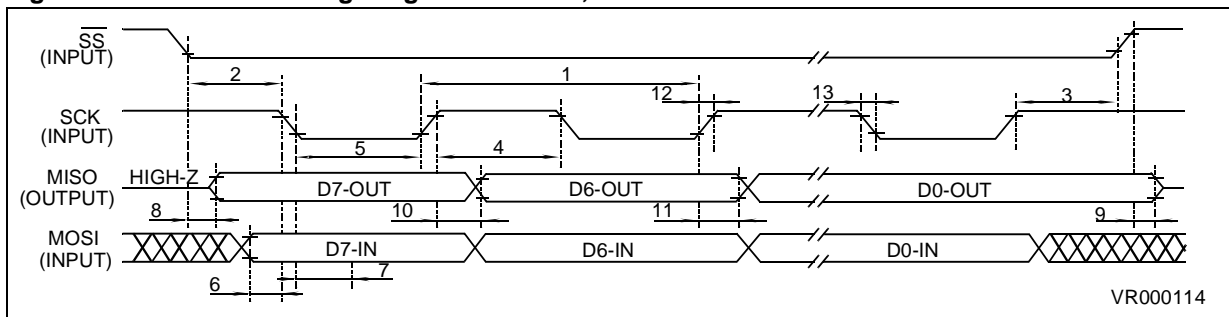 SS
(INPUT)
2
1
12
13
3
SCK
(INPUT)
5
4
MISO
(OUTPUT)
HIGH-Z
D7-OUT
D6-OUT
D0-OUT
8
10
11
9
MOSI
(INPUT)
D7-IN
D6-IN
D0-IN
6
7
VR000114